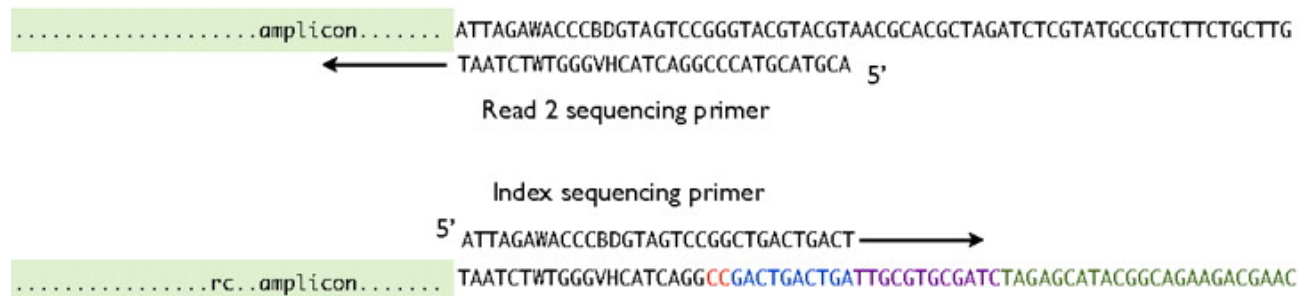 ....................amplicon....... ATTAGAWACCCBDGTAGTCCGGGTACGTACGTAACGCACGCTAGATCTCGTATGCCGTCTTCTGCTTG
TAATCTWTGGGVHCATCAGGCCCATGCATGCA 5'
Read 2 sequencing primer
Index sequencing primer
5' ATTAGAWACCCBDGTAGTCCGGCTGACTGACT
................rc..amplicon....... TAATCTWTGGGVHCATCAGGCCGACTGACTGATTGCGTGCGATCTAGAGCATACGGCAGAAGACGAAC